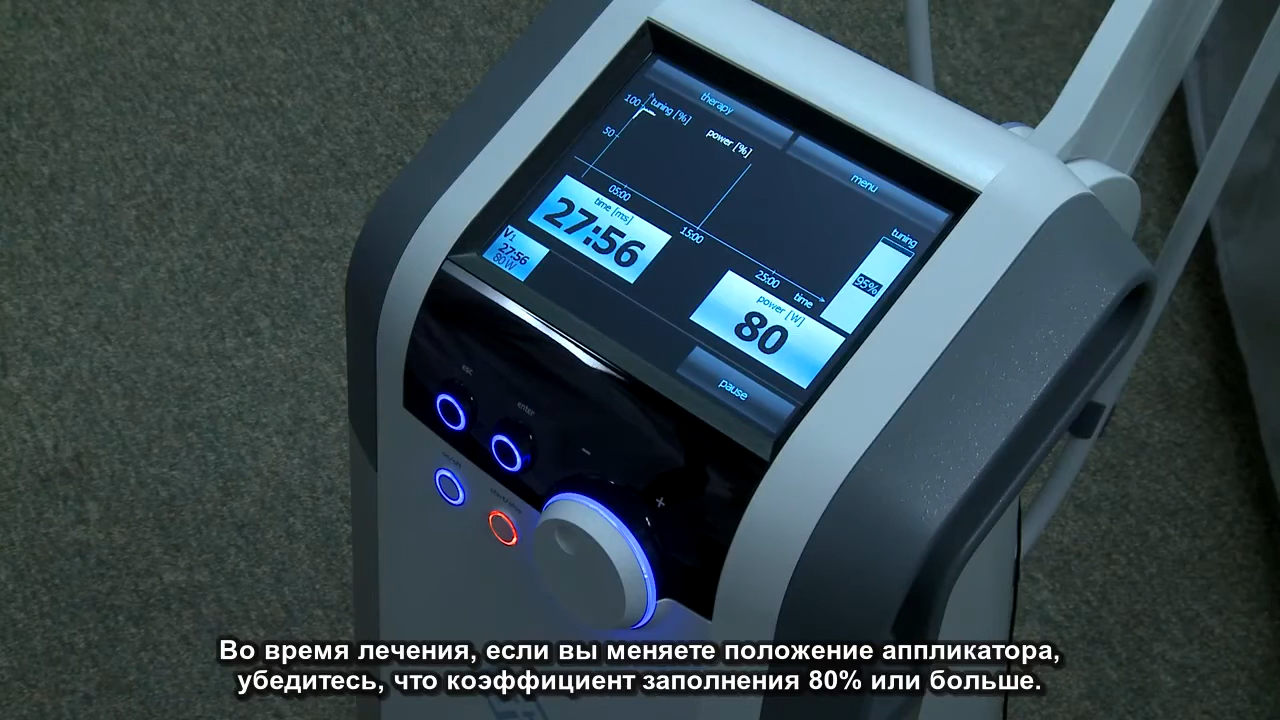 therapy
menu
100
tuning [%]
power [%]
50
05:00
15:00
25:00
time
time [ms]
27:56
V1
27:56
80W
tuning
95%
power [W]
80
pause
esc
enter
−
+
Во время лечения, если вы меняете положение аппликатора,
убедитесь, что коэффициент заполнения 80% или больше.